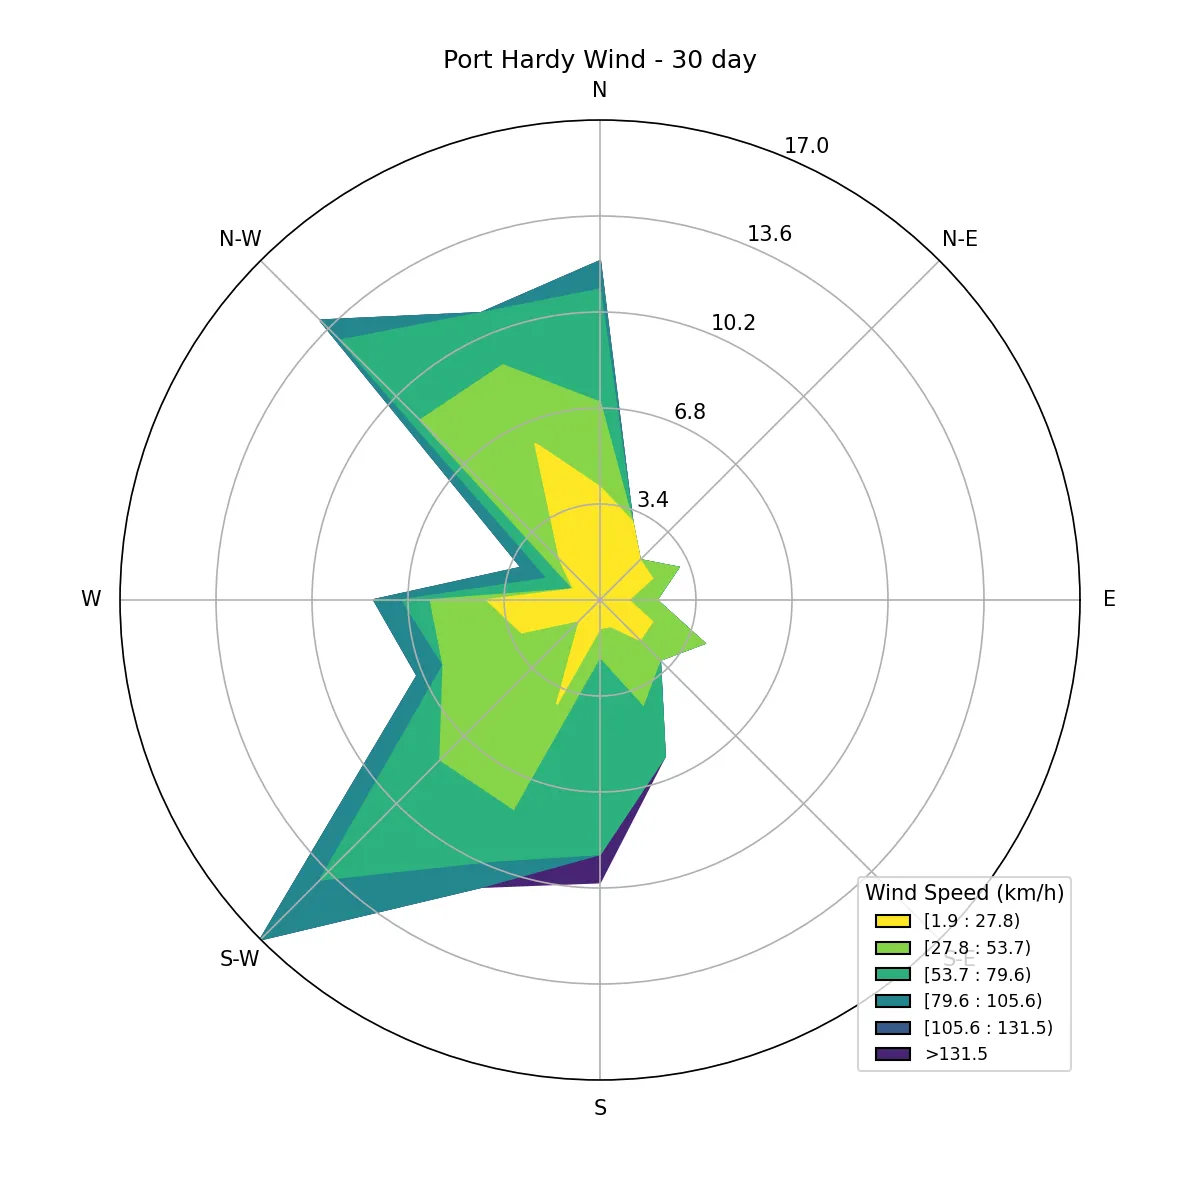 Port Hardy Wind - 30 day
N
17.0
13.6
N-W
N-E
10.2
6.8
3.4
W
E
Wind Speed (km/h)
[1.9 : 27.8)
[27.8 : 53.7)
S-W
S-E
[53.7 : 79.6)
[79.6 : 105.6)
[105.6 : 131.5)
>131.5
S